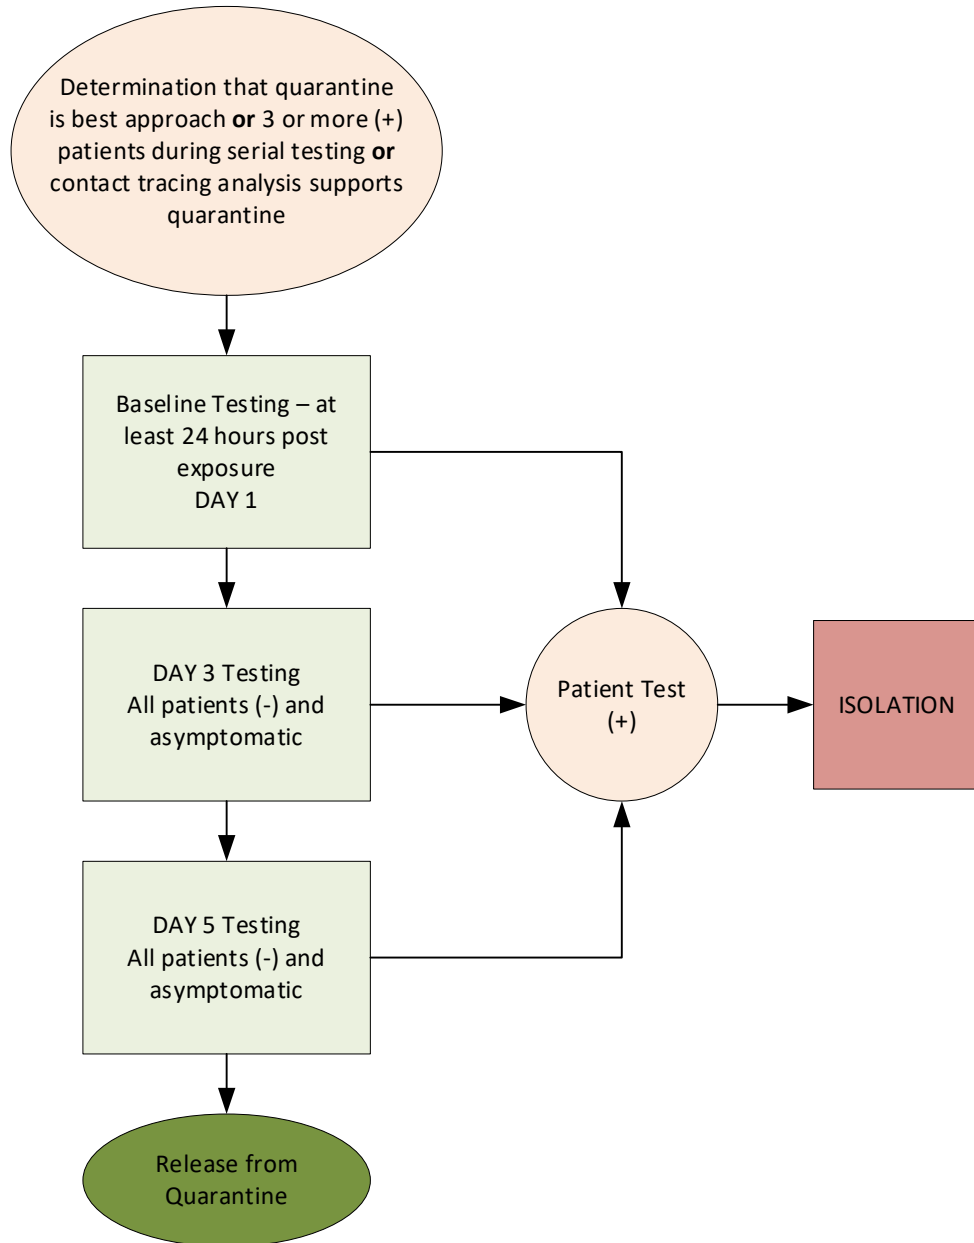 Determination that quarantine
is best approach or 3 or more (+)
patients during serial testing or
contact tracing analysis supports
quarantine
Baseline Testing – at
least 24 hours post
exposure
DAY 1
DAY 3 Testing
All patients (-) and
asymptomatic
Patient Test
(+)
ISOLATION
DAY 5 Testing
All patients (-) and
asymptomatic
Release from
Quarantine